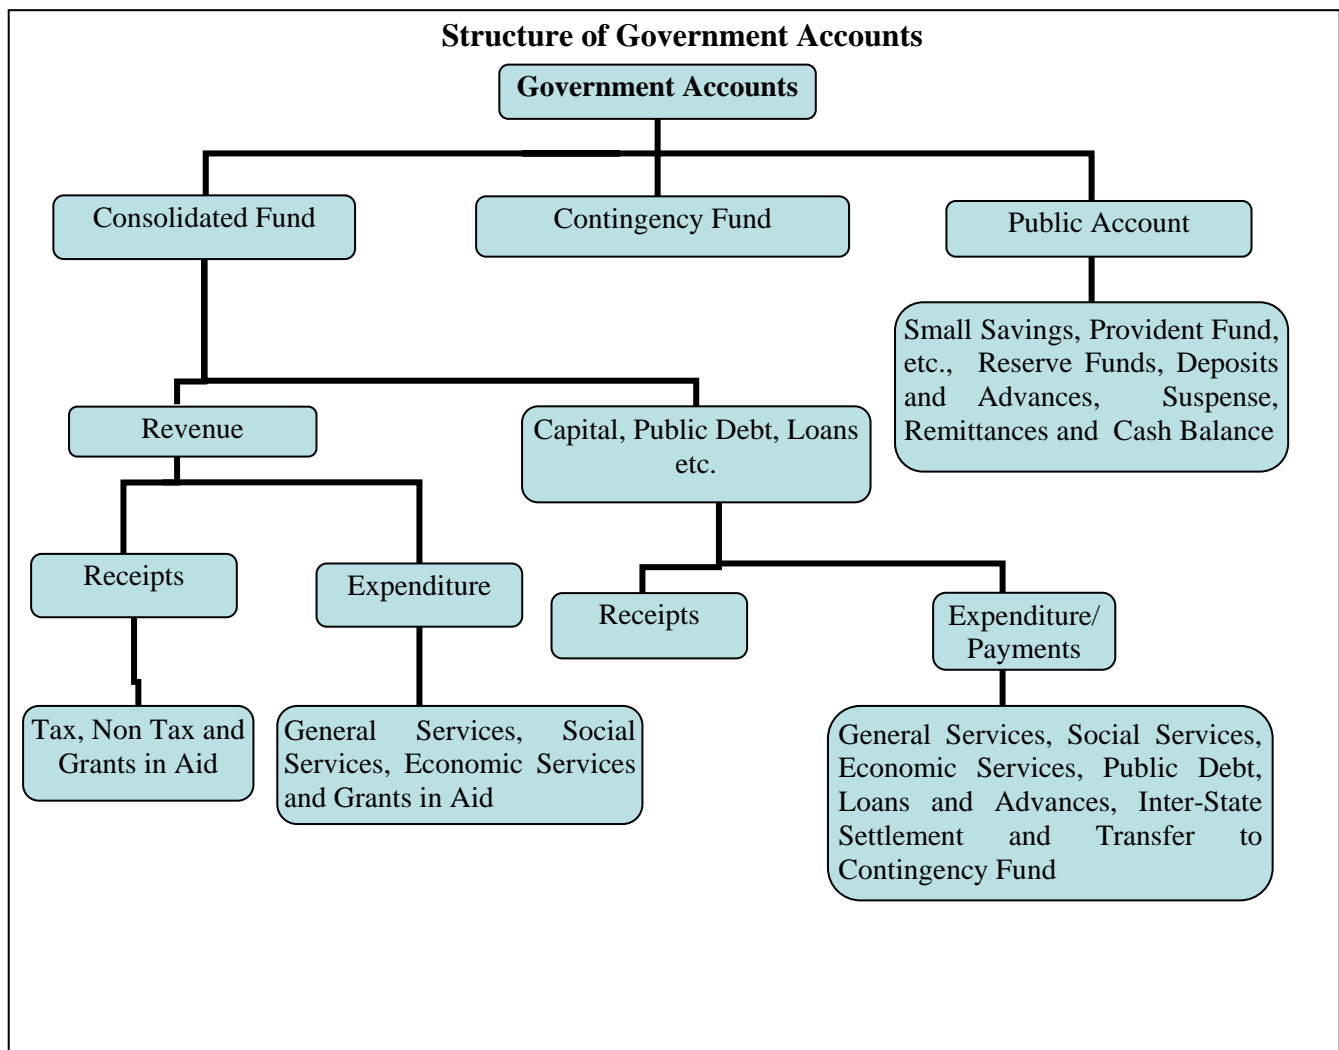 Structure of Government Accounts
Government Accounts
Consolidated Fund
Contingency Fund
Public Account
Small Savings, Provident Fund,
etc., Reserve Funds, Deposits
and Advances, Suspense,
Remittances and Cash Balance
Revenue
Capital, Public Debt, Loans
etc.
Receipts
Expenditure
Receipts
Expenditure/
Payments
Tax, Non Tax and
Grants in Aid
General Services, Social
Services, Economic Services
and Grants in Aid
General Services, Social Services,
Economic Services, Public Debt,
Loans and Advances, Inter-State
Settlement and Transfer to
Contingency Fund